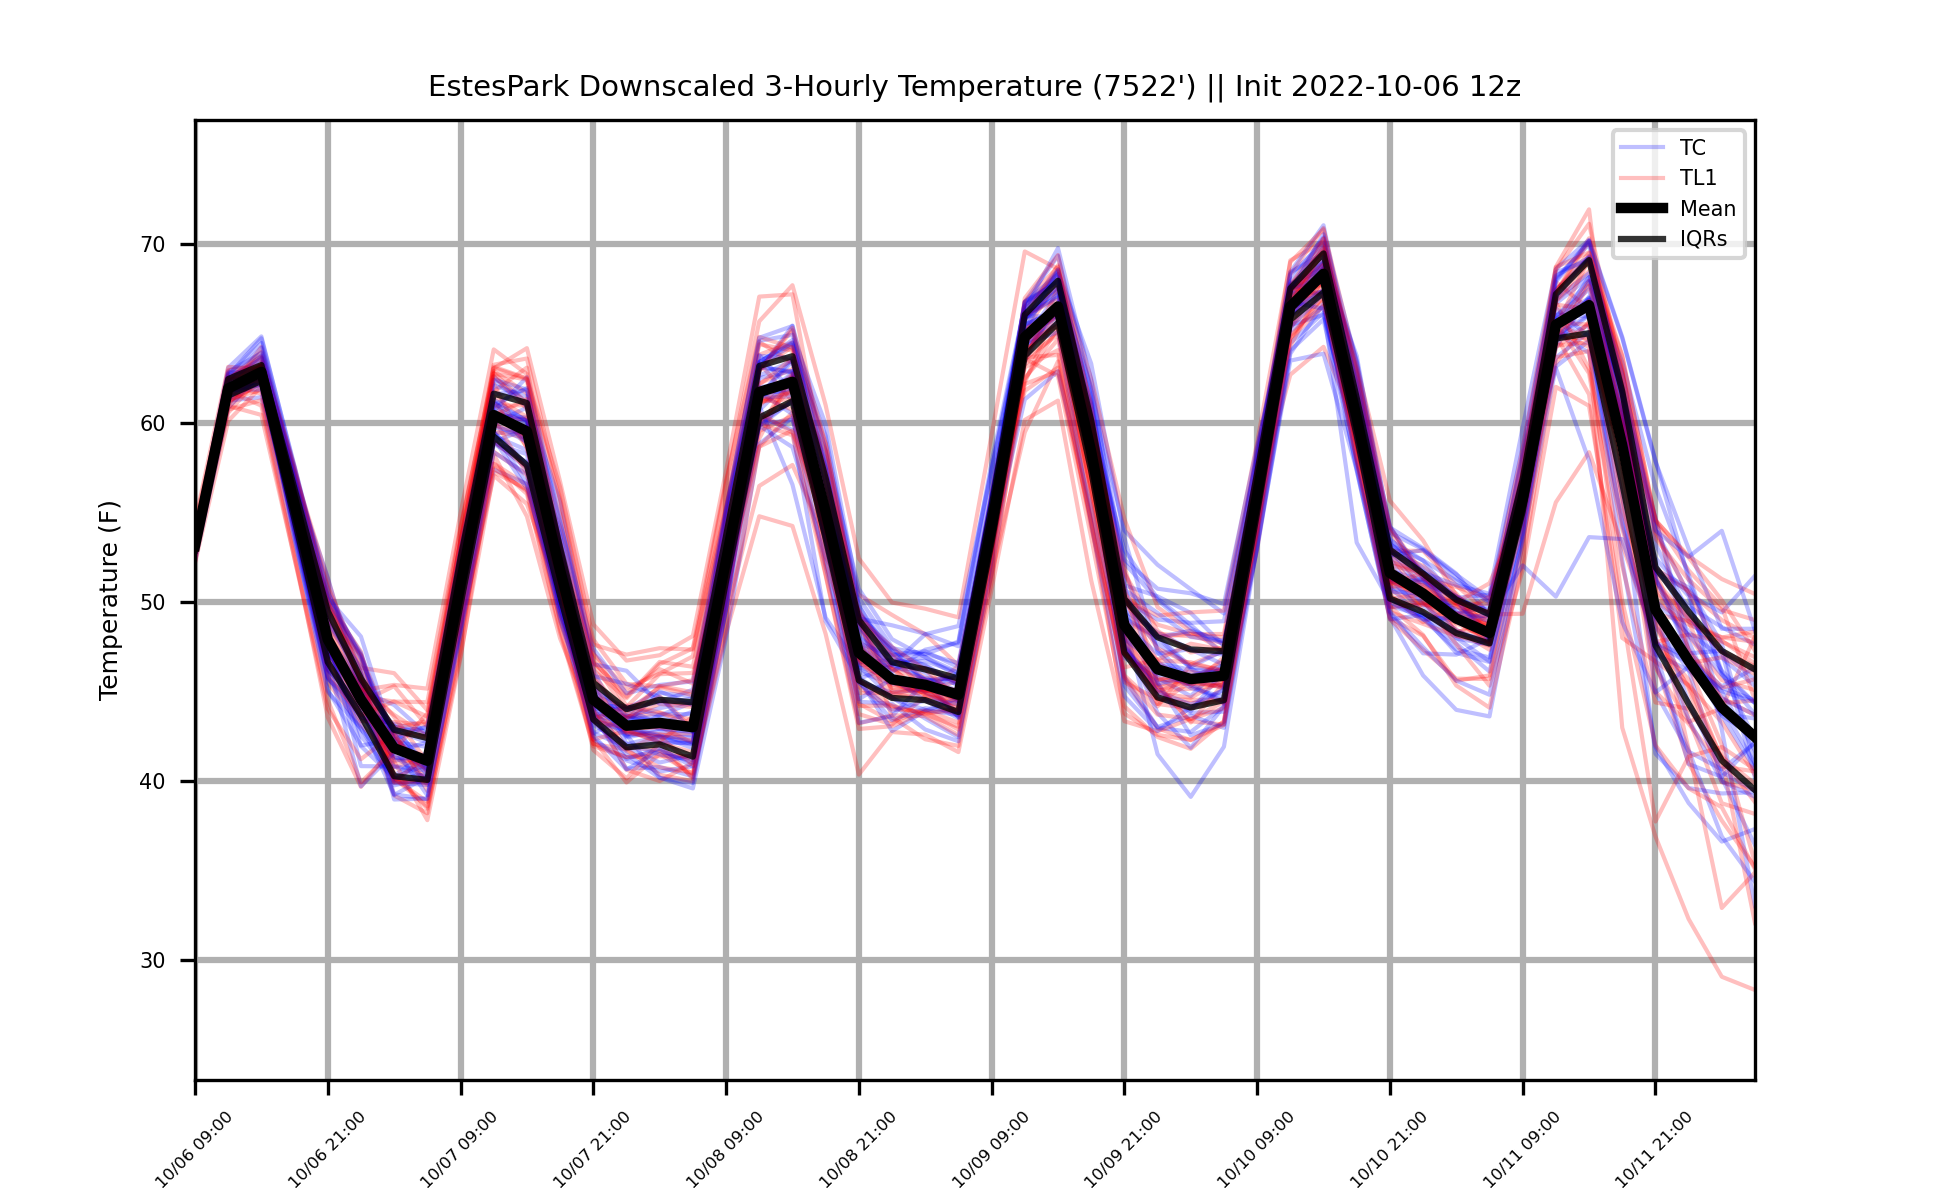 EstesPark Downscaled 3-Hourly Temperature (7522') || Init 2022-10-06 12z
TC
TL1
Mean
IQRs
Temperature (F)
70
60
50
40
30
10/06 09:00
10/06 21:00
10/07 09:00
10/07 21:00
10/08 09:00
10/08 21:00
10/09 09:00
10/09 21:00
10/10 09:00
10/10 21:00
10/11 09:00
10/11 21:00